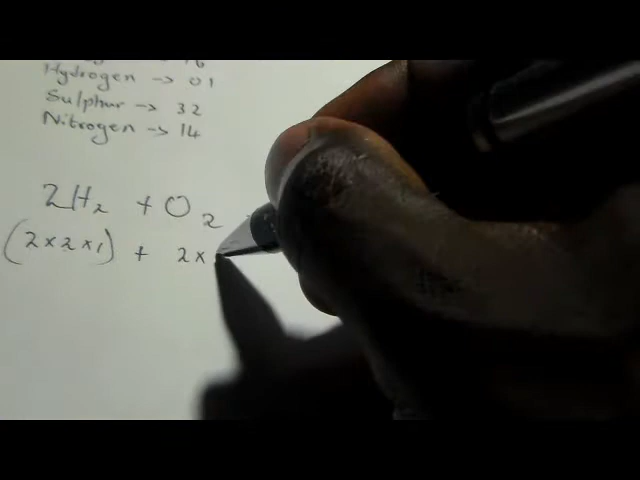 Hydrogen -> 01
Sulphur -> 32
Nitrogen -> 14
2H₂ + O₂
(2×2×1) + 2×